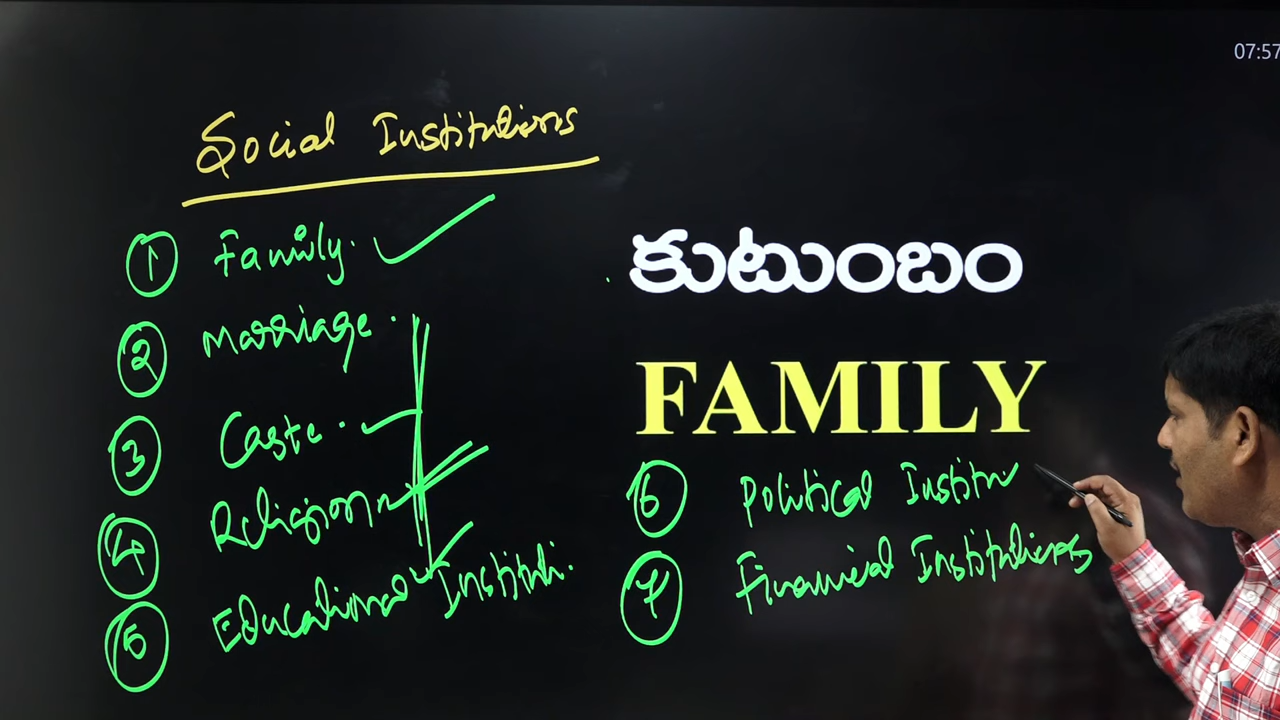 07:57
Social Institutions
1 Family.
2 Marriage.
3 Caste.
4 Religion
5 Educational Instituti.
కుటుంబం
FAMILY
6 Political Institu
7 Financial Institutions